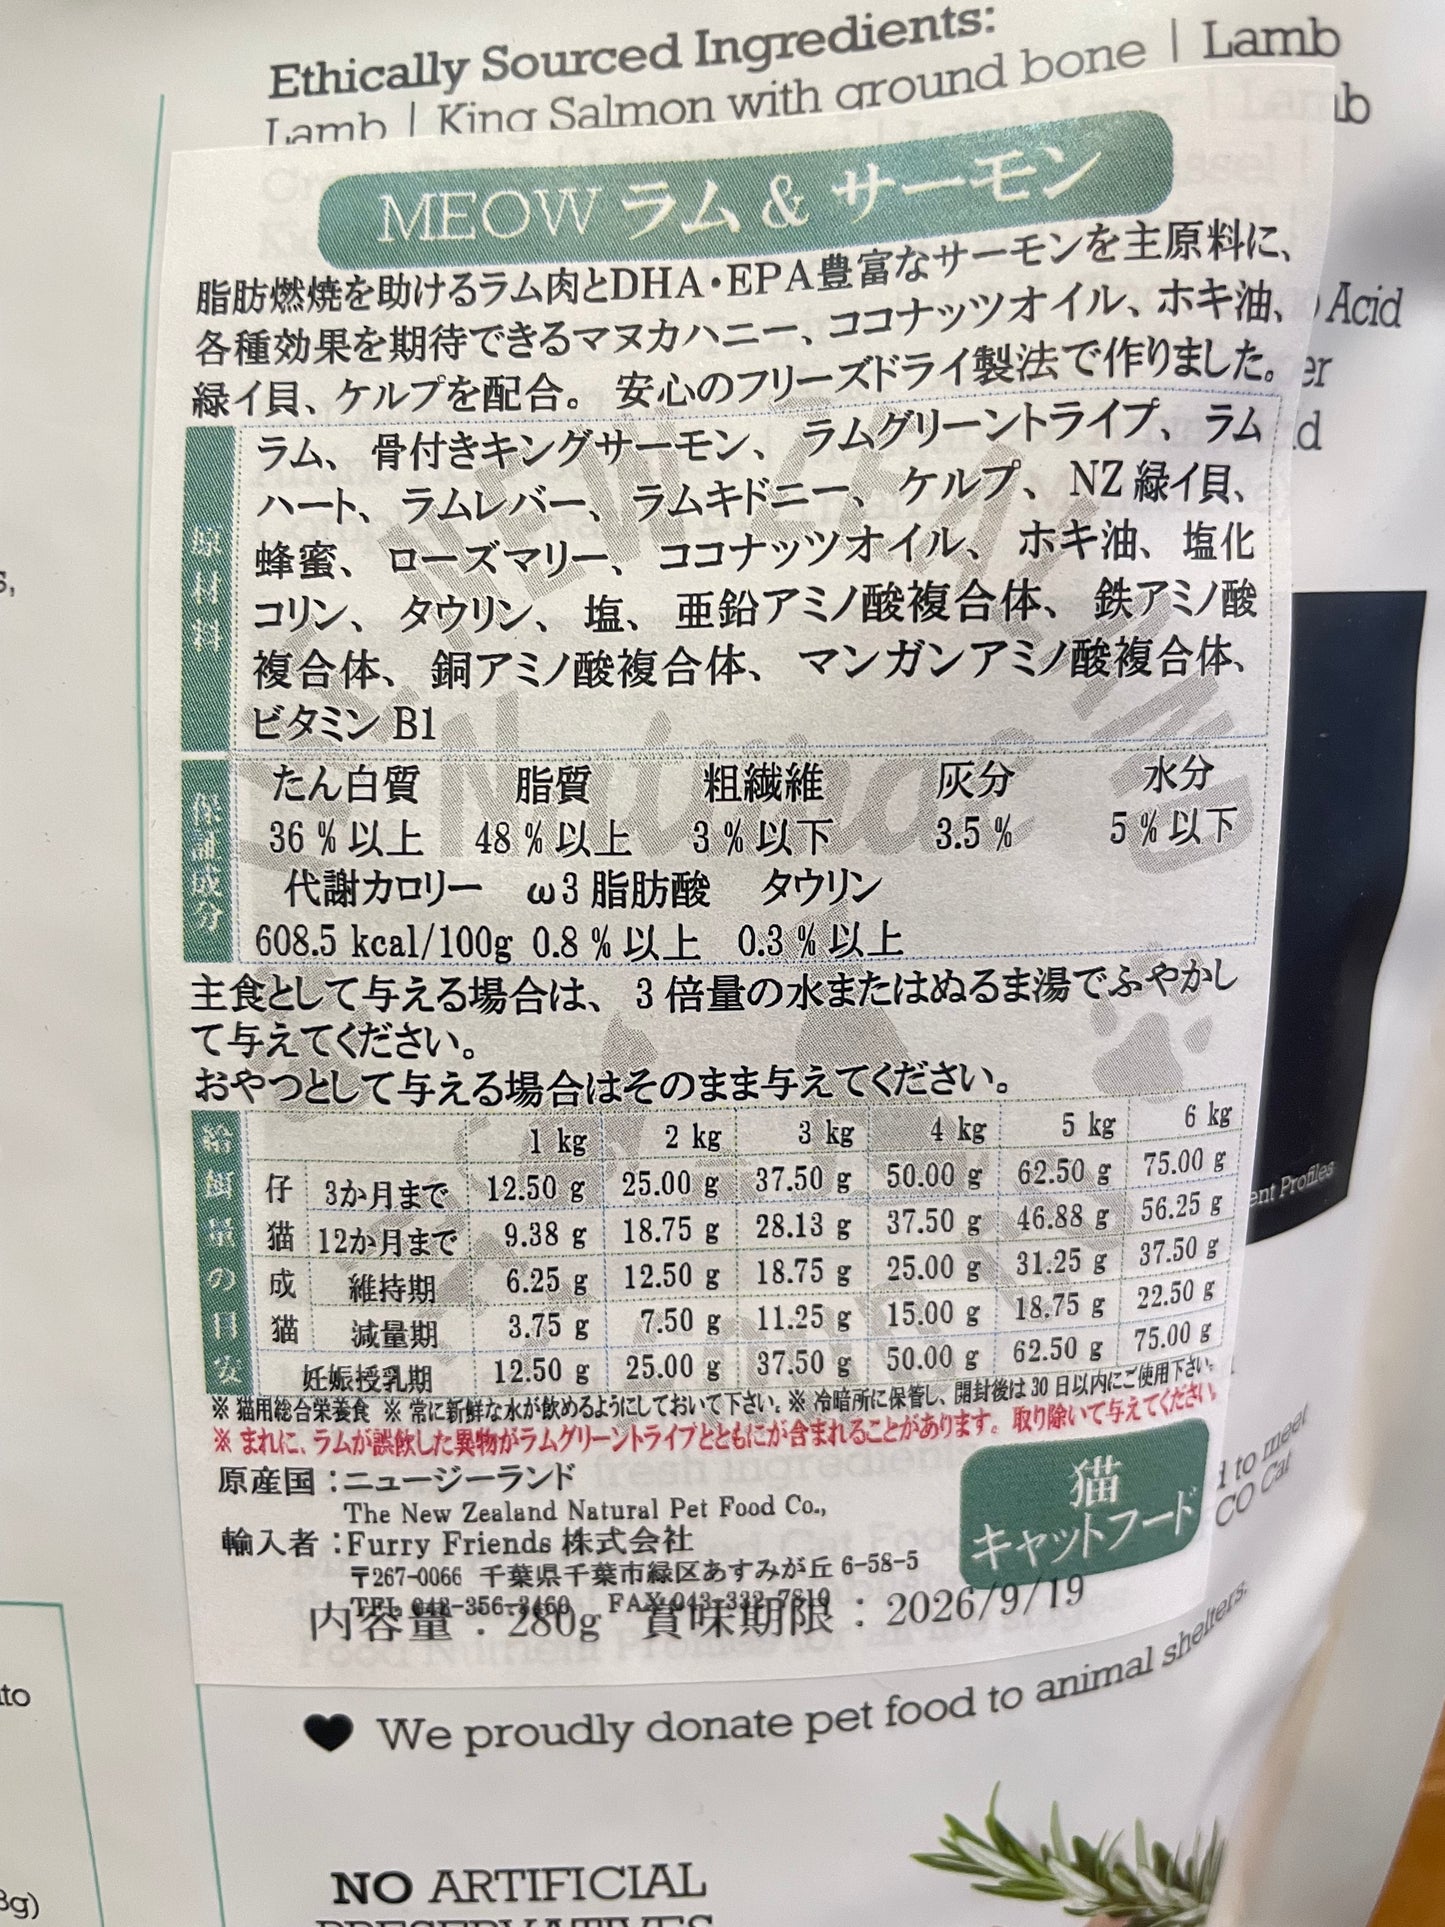 Ethically Sourced Ingredients:
Lamb | King Salmon with ground bone | Lamb
MEOW ラム & サーモン
脂肪燃焼を助けるラム肉とDHA・EPA豊富なサーモンを主原料に、
各種効果を期待できるマヌカハニー、ココナッツオイル、ホキ油、
緑イ貝、ケルプを配合。 安心のフリーズドライ製法で作りました。
Acid
原材料
ラム、骨付きキングサーモン、ラムグリーントライプ、ラム
ハート、ラムレバー、ラムキドニー、ケルプ、NZ 緑イ貝、
蜂蜜、ローズマリー、ココナッツオイル、ホキ油、塩化
コリン、タウリン、塩、亜鉛アミノ酸複合体、鉄アミノ酸
複合体、銅アミノ酸複合体、マンガンアミノ酸複合体、
ビタミン B1
保証成分
たん白質 脂質 粗繊維 灰分 水分
36 %以上 48 %以上 3 %以下 3.5 % 5 %以下
代謝カロリー ω3 脂肪酸 タウリン
608.5 kcal/100g 0.8 %以上 0.3 %以上
主食として与える場合は、3 倍量の水またはぬるま湯でふやかし
て与えてください。
おやつとして与える場合はそのまま与えてください。
給餌量の目安
1 kg 2 kg 3 kg 4 kg 5 kg 6 kg
仔猫 3か月まで 12.50 g 25.00 g 37.50 g 50.00 g 62.50 g 75.00 g
12か月まで 9.38 g 18.75 g 28.13 g 37.50 g 46.88 g 56.25 g
成猫 維持期 6.25 g 12.50 g 18.75 g 25.00 g 31.25 g 37.50 g
減量期 3.75 g 7.50 g 11.25 g 15.00 g 18.75 g 22.50 g
妊娠授乳期 12.50 g 25.00 g 37.50 g 50.00 g 62.50 g 75.00 g
※ 猫用総合栄養食 ※ 常に新鮮な水が飲めるようにしておいて下さい。※ 冷暗所に保管し、開封後は 30 日以内にご使用下さい。
※ まれに、ラムが誤飲した異物がラムグリーントライプとともにが含まれることがあります。取り除いて与えてください。
原産国：ニュージーランド
The New Zealand Natural Pet Food Co.,
輸入者：Furry Friends 株式会社
〒267-0066 千葉県千葉市緑区あすみが丘 6-58-5
TEL 043-356-3460 FAX 043-332-7810
内容量：280g 賞味期限：2026/9/19
猫
キャットフード
ent Profiles
to meet
CO Cat
We proudly donate pet food to animal shelters.
NO ARTIFICIAL
PRESERVATIVES